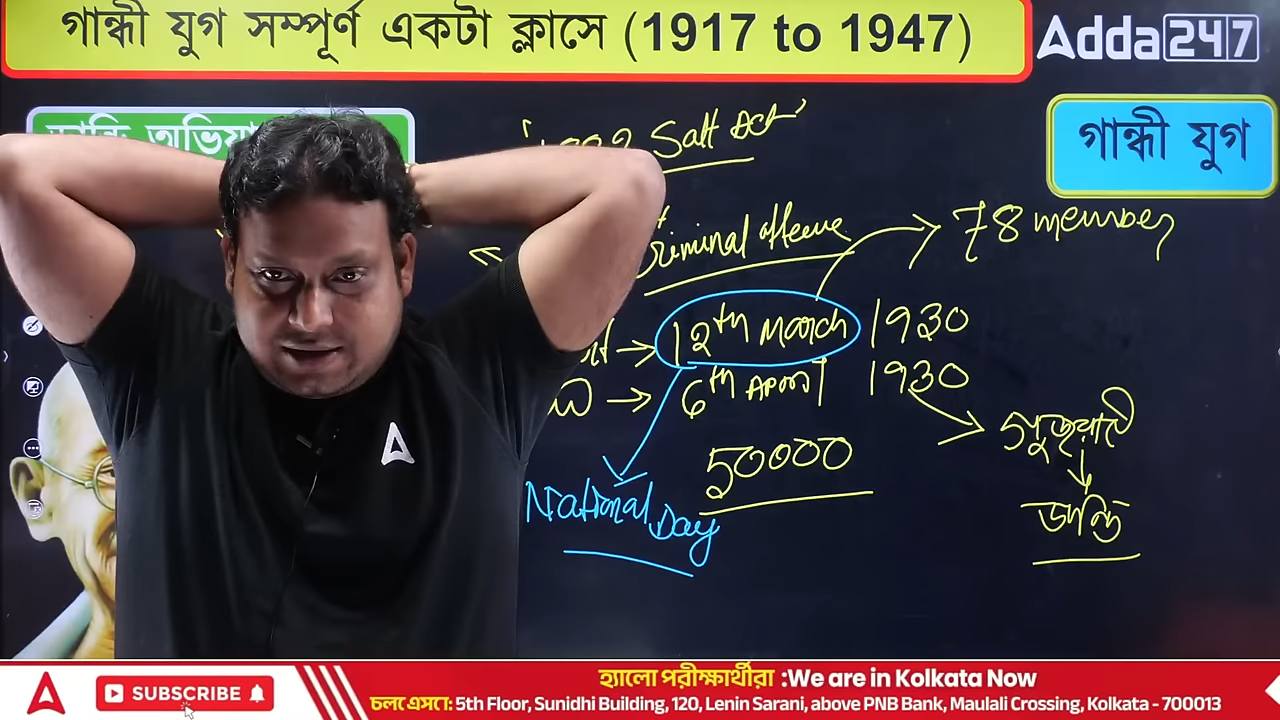 গান্ধী যুগ সম্পূর্ণ একটা ক্লাসে (1917 to 1947)
Adda247
গান্ধী যুগ
Salt Act'
78 member
Criminal offence
→ 12th March 1930
→ 6th April 1930
গুজরাট
50000
National Day
ডান্ডি
SUBSCRIBE
হ্যালো পরীক্ষার্থীরা :We are in Kolkata Now
চলে এসো: 5th Floor, Sunidhi Building, 120, Lenin Sarani, above PNB Bank, Maulali Crossing, Kolkata - 700013